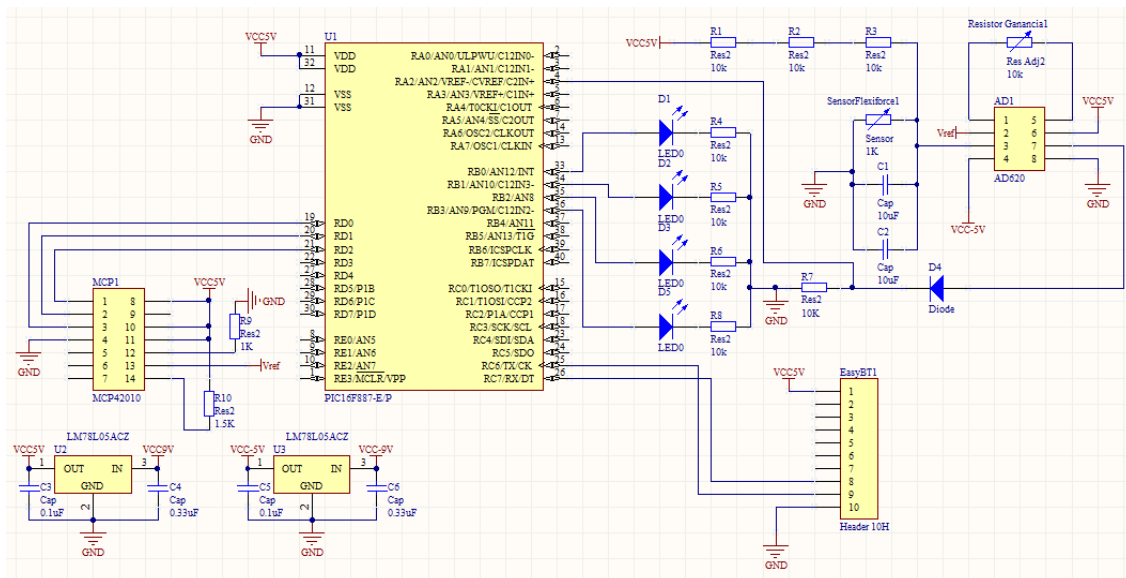 U1
VCC5V
11
32
VDD
VDD
12
31
VSS
VSS
GND
RA0/AN0/ULPWU/C12IN0-
RA1/AN1/C12IN1-
RA2/AN2/VREF-/CVREF/C2IN+
RA3/AN3/VREF+/C1IN+
RA4/T0CKI/C1OUT
RA5/AN4/SS/C2OUT
RA6/OSC2/CLKOUT
RA7/OSC1/CLKIN
2
3
4
5
6
7
14
13
RB0/AN12/INT
RB1/AN10/C12IN3-
RB2/AN8
RB3/AN9/PGM/C12IN2-
RB4/AN11
RB5/AN13/T1G
RB6/ICSPCLK
RB7/ICSPDAT
33
34
35
36
37
38
39
40
19
20
21
22
27
28
29
30
RD0
RD1
RD2
RD3
RD4
RD5/P1B
RD6/P1C
RD7/P1D
RC0/T1OSO/T1CKI
RC1/T1OSI/CCP2
RC2/P1A/CCP1
RC3/SCK/SCL
RC4/SDI/SDA
RC5/SDO
RC6/TX/CK
RC7/RX/DT
15
16
17
18
23
24
25
26
8
9
10
1
RE0/AN5
RE1/AN6
RE2/AN7
RE3/MCLR/VPP
PIC16F887-E/P
VCC5V
R1
Res2
10k
R2
Res2
10k
R3
Res2
10k
Resistor Ganancia1
Res Adj2
10k
AD1
VCC5V
1
2
3
4
5
6
7
8
Vref
AD620
GND
VCC-5V
SensorFlexiforce1
Sensor
1K
C1
Cap
10uF
C2
Cap
10uF
GND
D1
LED0
R4
Res2
10k
D2
LED0
R5
Res2
10k
D3
LED0
R6
Res2
10k
D5
LED0
R8
Res2
10k
GND
R7
Res2
10K
D4
Diode
MCP1
VCC5V
1
2
3
4
5
6
7
8
9
10
11
12
13
14
MCP42010
GND
GND
R9
Res2
1K
Vref
R10
Res2
1.5K
EasyBT1
VCC5V
1
2
3
4
5
6
7
8
9
10
Header 10H
GND
LM78L05ACZ
VCC5V
U2
VCC9V
1
OUT
IN
3
GND
2
C3
Cap
0.1uF
C4
Cap
0.33uF
GND
LM78L05ACZ
VCC-5V
U3
VCC-9V
1
OUT
IN
3
GND
2
C5
Cap
0.1uF
C6
Cap
0.33uF
GND